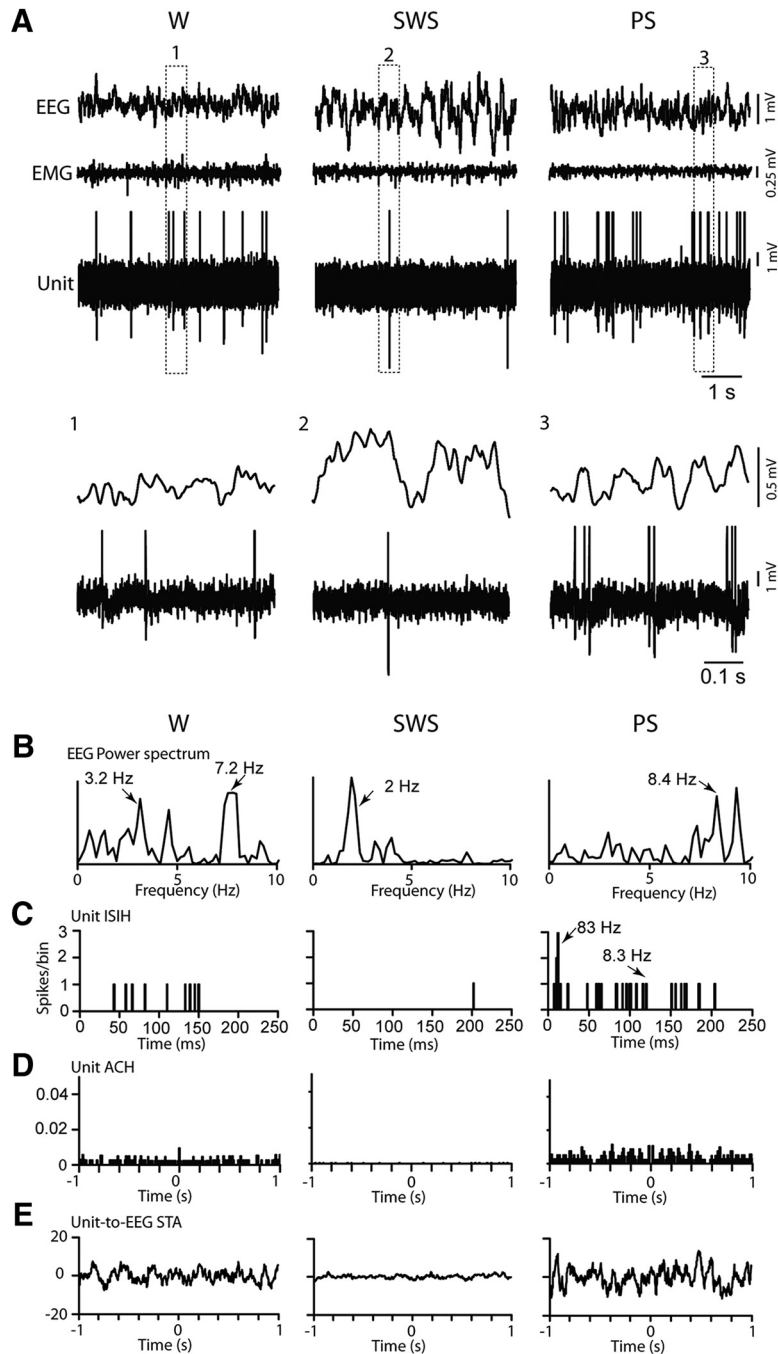 A
W SWS PS
1 2 3
EEG
1 mV
EMG
0.25 mV
Unit
1 mV
1 s
1 2 3
0.5 mV
1 mV
0.1 s
W SWS PS
B
EEG Power spectrum
3.2 Hz 7.2 Hz 2 Hz 8.4 Hz
0 5 10 0 5 10 0 5 10
Frequency (Hz) Frequency (Hz) Frequency (Hz)
C
Unit ISIH
83 Hz
8.3 Hz
Spikes/bin
3
2
1
0
0 50 100 150 200 250 0 50 100 150 200 250 0 50 100 150 200 250
Time (ms) Time (ms) Time (ms)
D
Unit ACH
0.04
0.02
0
-1 0 1 -1 0 1 -1 0 1
Time (s) Time (s) Time (s)
E
Unit-to-EEG STA
20
0
-20
-1 0 1 -1 0 1 -1 0 1
Time (s) Time (s) Time (s)